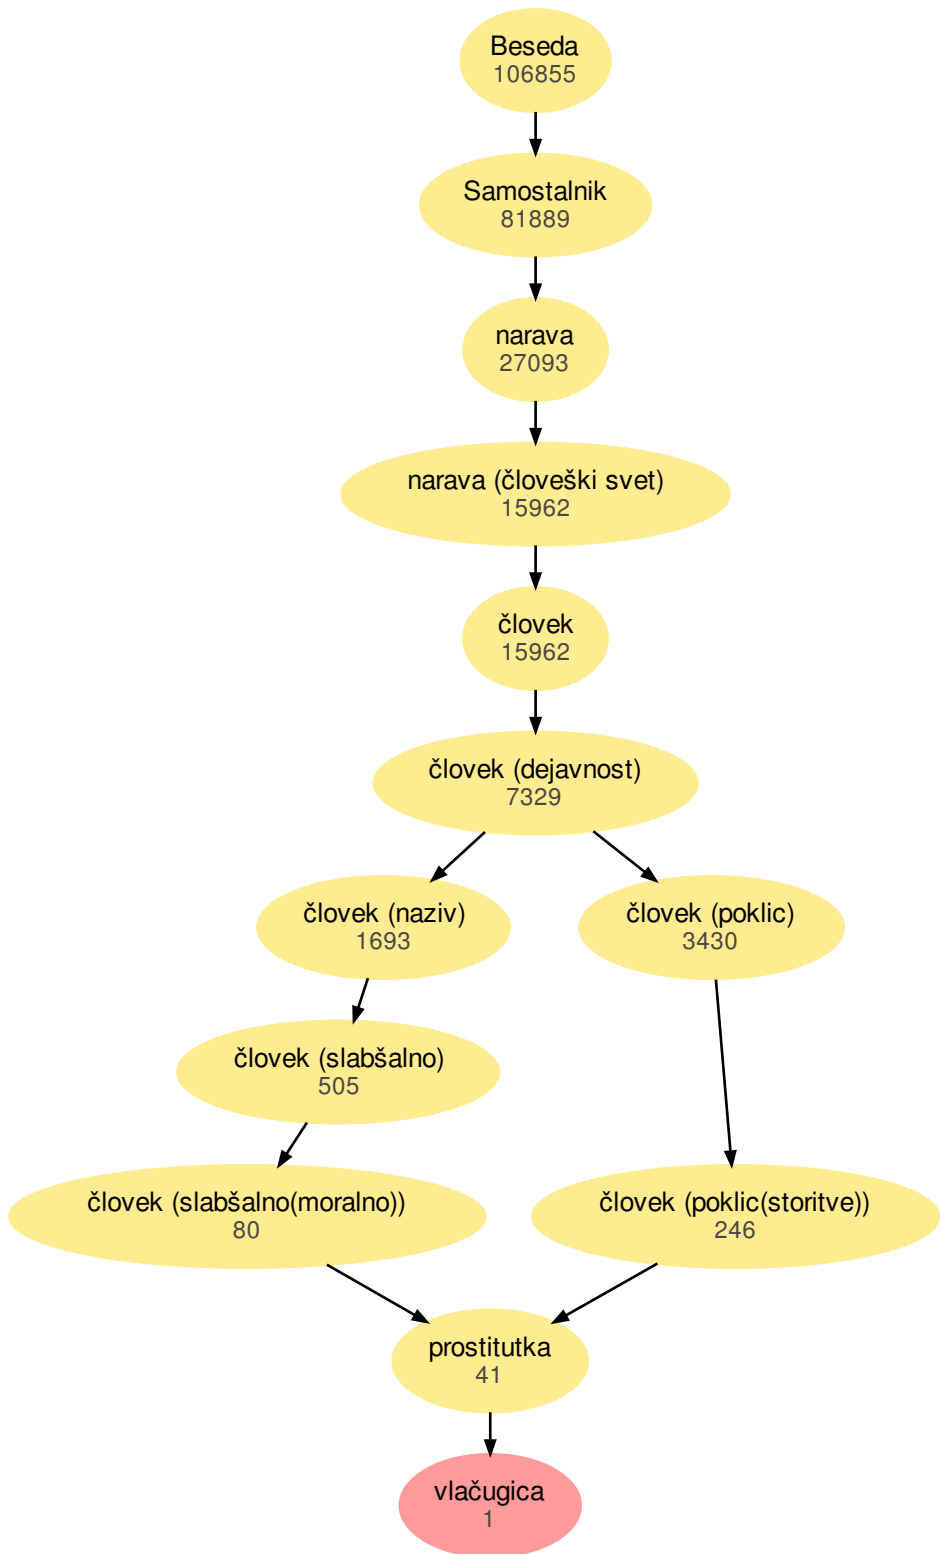 Beseda
106855
Samostalnik
81889
narava
27093
narava (človeški svet)
15962
človek
15962
človek (dejavnost)
7329
človek (naziv)
1693
človek (poklic)
3430
človek (slabšalno)
505
človek (slabšalno(moralno))
80
človek (poklic(storitve))
246
prostitutka
41
vlačugica
1